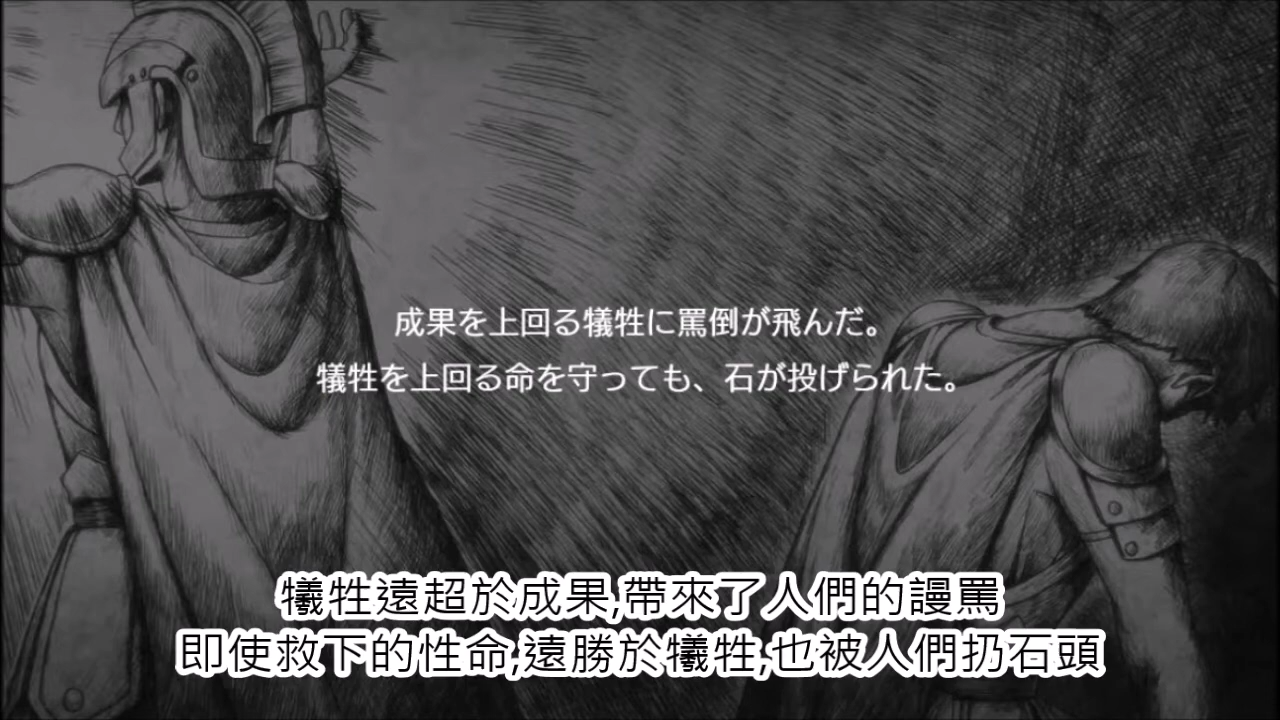 成果を上回る犠牲に罵倒が飛んだ。
犠牲を上回る命を守っても、石が投げられた。
犧牲遠超於成果,帶來了人們的謾罵
即使救下的性命,遠勝於犧牲,也被人們扔石頭